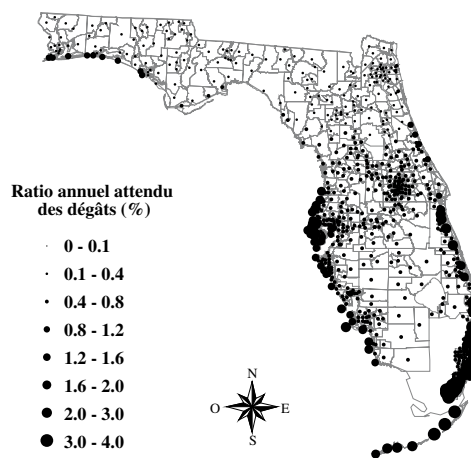 Ratio annuel attendu
des dégâts (%)
0 - 0.1
0.1 - 0.4
0.4 - 0.8
0.8 - 1.2
1.2 - 1.6
1.6 - 2.0
2.0 - 3.0
3.0 - 4.0
N
O E
S